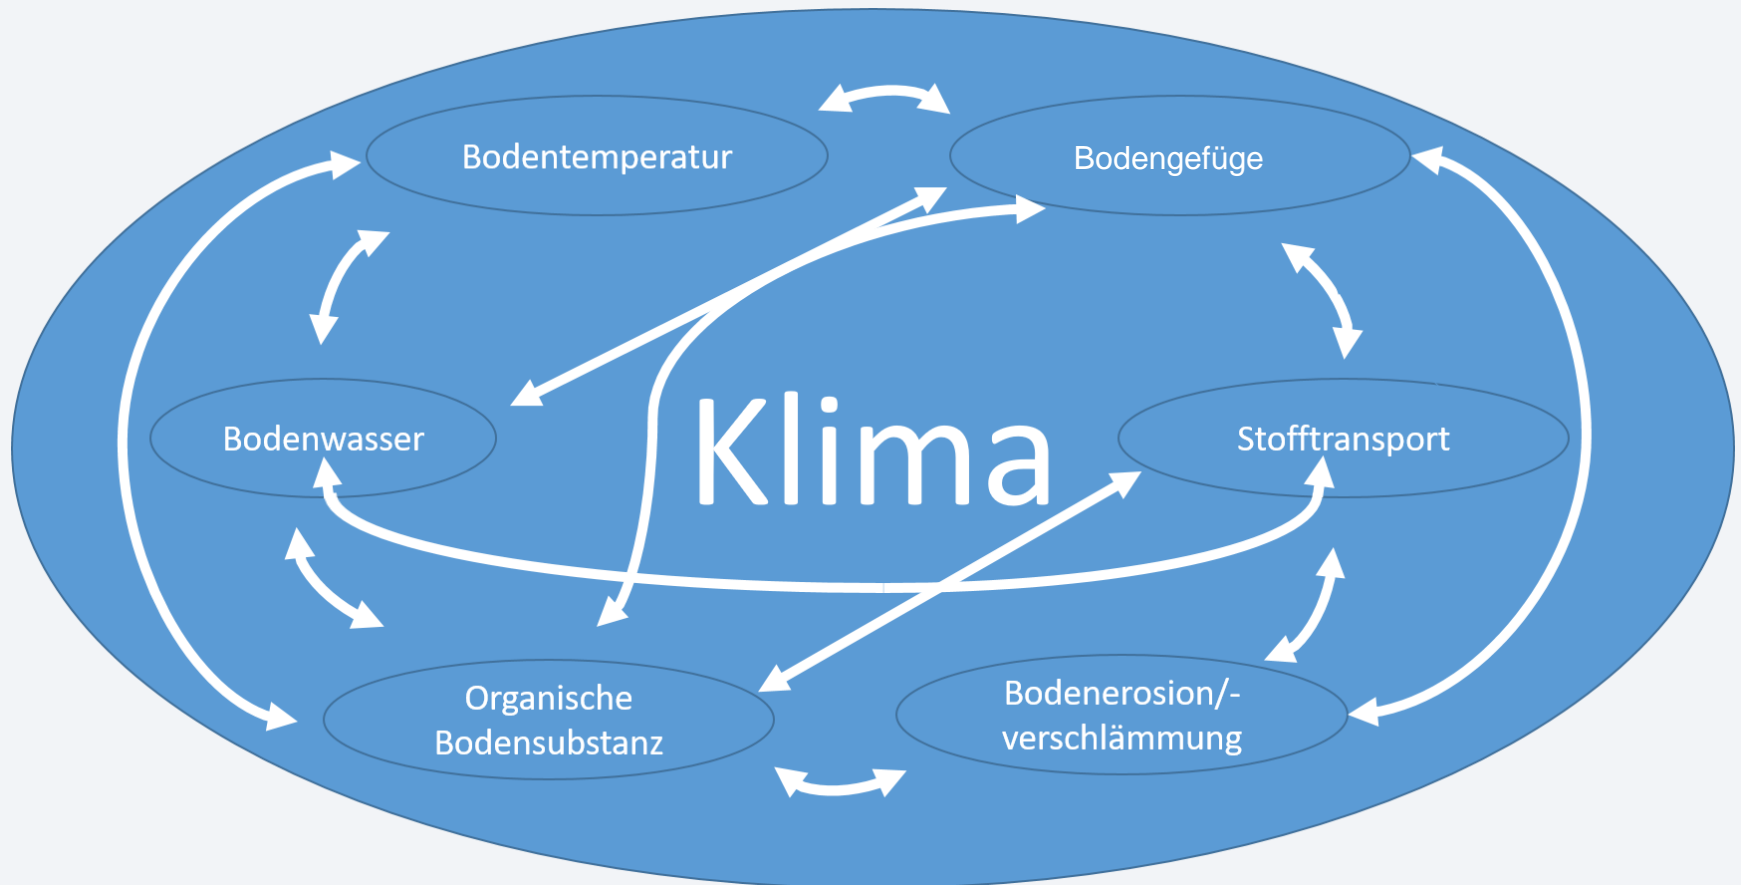 Bodentemperatur
Bodengefüge
Bodenwasser
Klima
Stofftransport
Organische
Bodensubstanz
Bodenerosion/-
verschlämmung